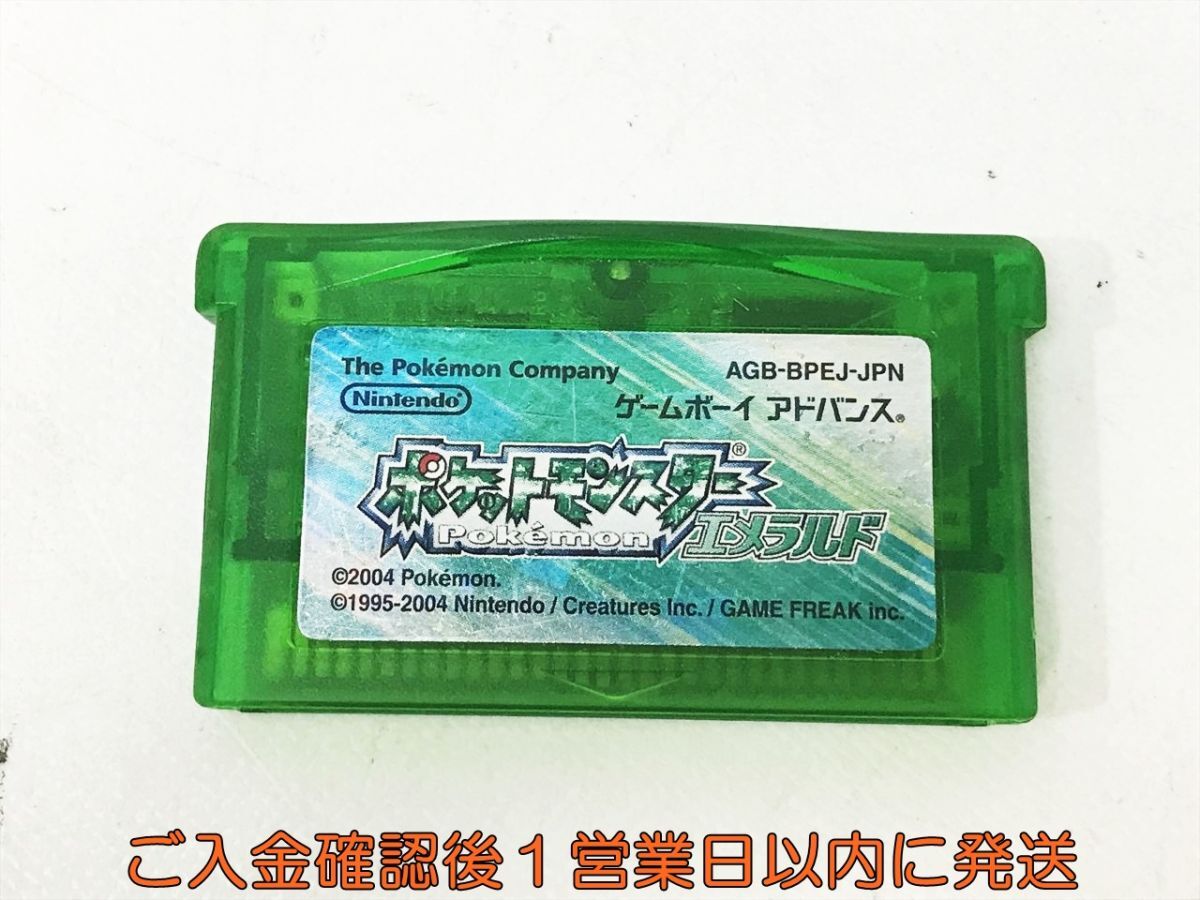 The Pokémon Company
AGB-BPEJ-JPN
Nintendo
ゲームボーイ アドバンス®
ポケットモンスター®
Pokémon
エメラルド
©2004 Pokémon.
©1995-2004 Nintendo / Creatures Inc. / GAME FREAK inc.
ご入金確認後１営業日以内に発送